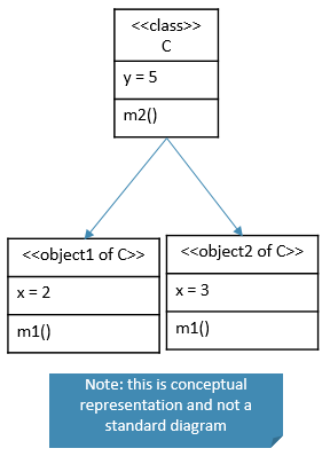 <<class>>
C
y = 5
m2()
<<object1 of C>>
x = 2
m1()
<<object2 of C>>
x = 3
m1()
Note: this is conceptual
representation and not a
standard diagram